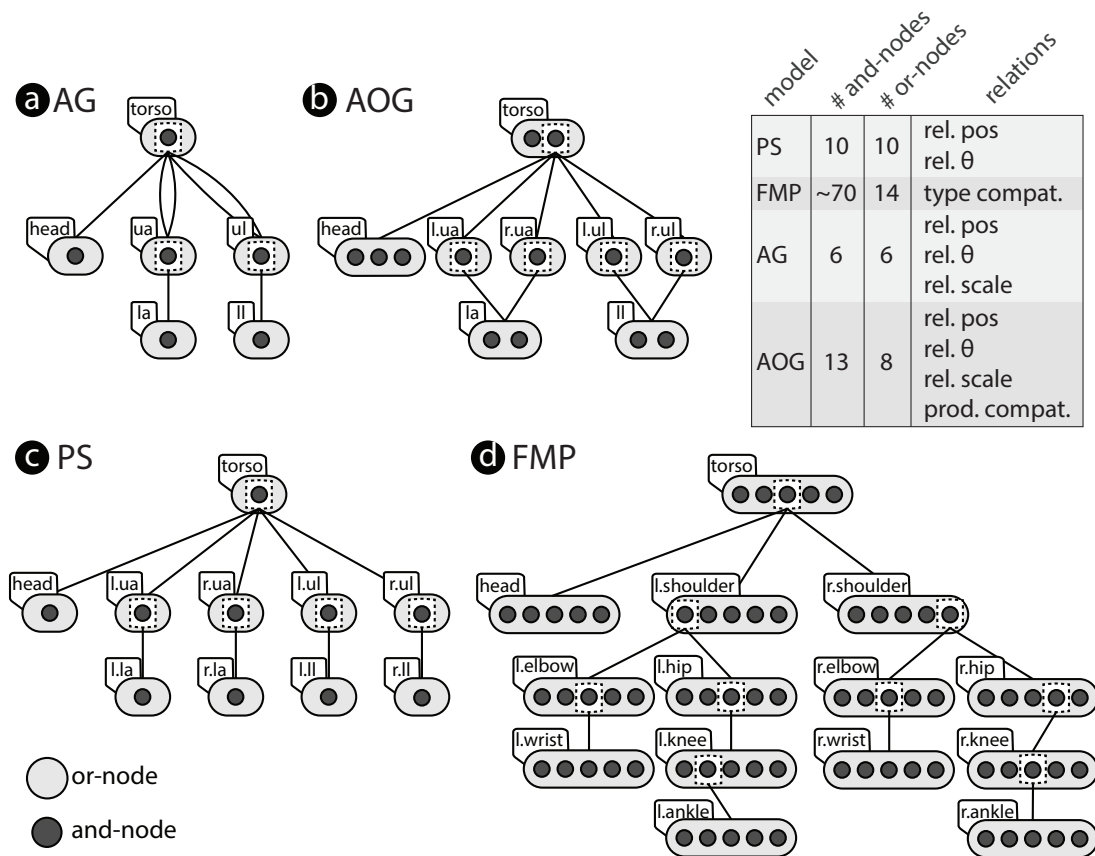 a AG
torso
head
ua
ul
la
ll
b AOG
torso
head
l.ua
r.ua
l.ul
r.ul
la
ll
model
# and-nodes
# or-nodes
relations
PS 10 10 rel. pos
rel. θ
FMP ~70 14 type compat.
AG 6 6 rel. pos
rel. θ
rel. scale
AOG 13 8 rel. pos
rel. θ
rel. scale
prod. compat.
c PS
torso
head
l.ua
r.ua
l.ul
r.ul
l.la
r.la
l.ll
r.ll
or-node
and-node
d FMP
torso
head
l.shoulder
r.shoulder
l.elbow
l.hip
r.elbow
r.hip
l.wrist
l.knee
r.wrist
r.knee
l.ankle
r.ankle